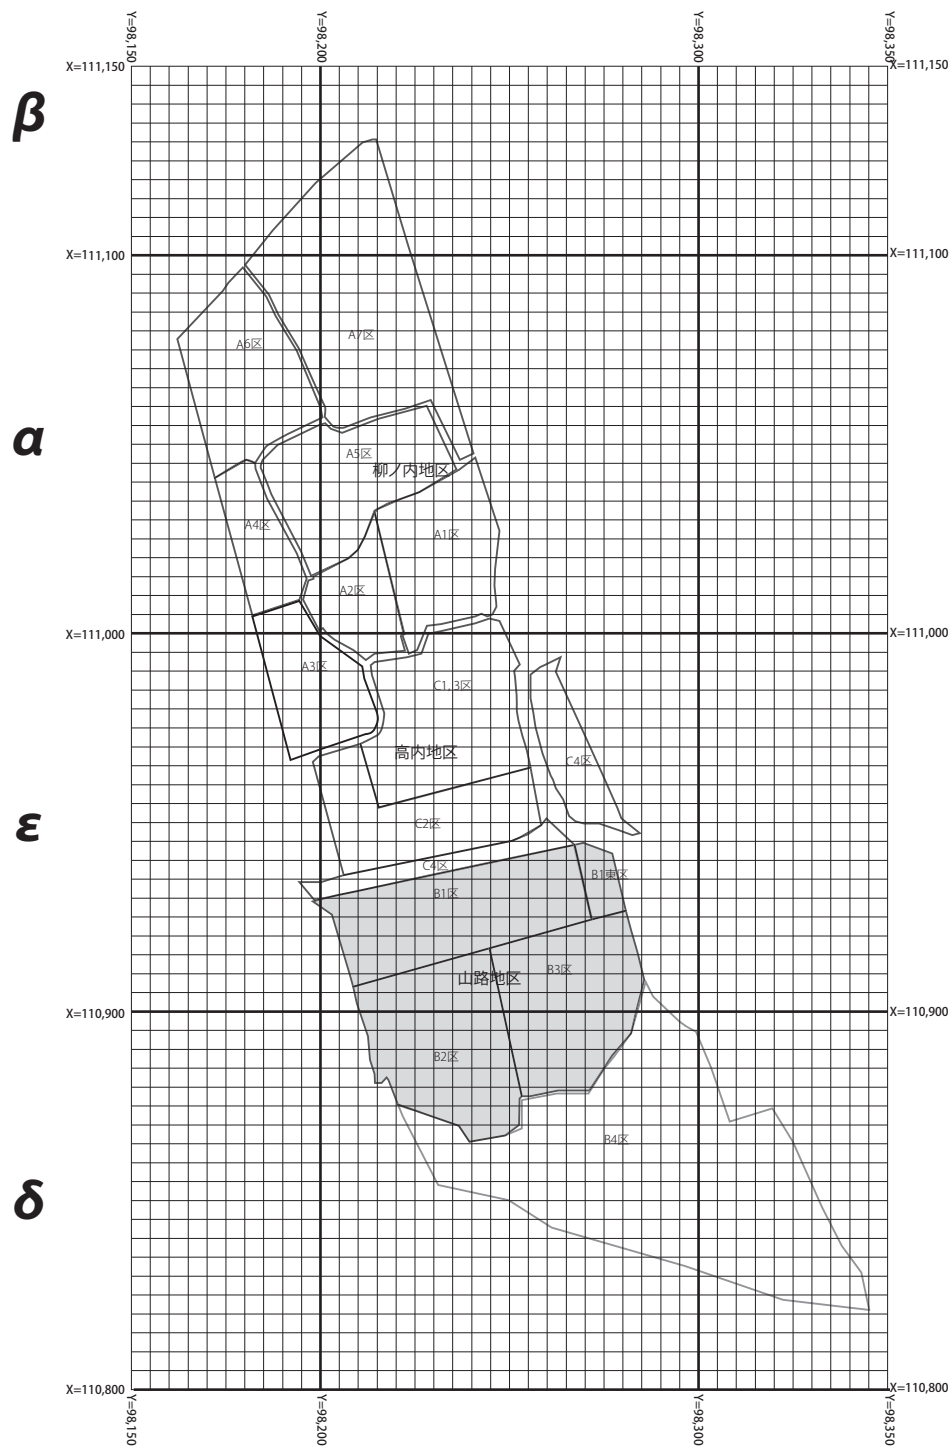 Y=98,150
Y=98,200
Y=98,300
Y=98,350
X=111,150
X=111,150
β
X=111,100
X=111,100
A7区
A6区
α
A5区
柳ノ内地区
A4区
A1区
A2区
X=111,000
X=111,000
A3区
C1, 3区
高内地区
C4区
ε
C2区
C4区
B1東区
B1区
B3区
山路地区
X=110,900
X=110,900
B2区
B4区
δ
X=110,800
X=110,800
Y=98,150
Y=98,200
Y=98,300
Y=98,350